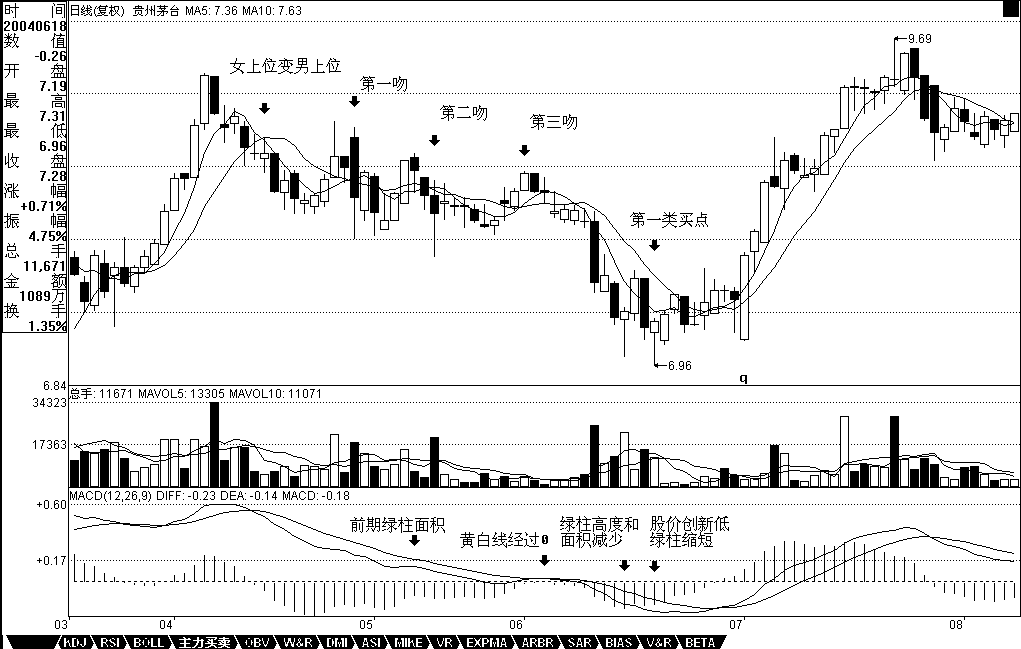 时 间
20040618
数 值
-0.26
开 盘
7.19
最 高
7.31
最 低
6.96
收 盘
7.28
涨 幅
+0.71%
振 幅
4.75%
总 手
11.671
金 额
1089万
换 手
1.35%
日线(复权) 贵州茅台 MA5: 7.36 MA10: 7.63
9.69
女上位变男上位
第一吻
第二吻
第三吻
第一类买点
6.96
q
6.84
总手: 11671 MAVOL5: 13305 MAVOL10: 11071
34323
17363
MACD(12,26,9) DIFF: -0.23 DEA: -0.14 MACD: -0.18
+0.60
+0.17
前期绿柱面积
黄白线经过0
绿柱高度和
面积减少
股价创新低
绿柱缩短
03 04 05 06 07 08
KDJ RSI BOLL 主力买卖 OBV W&R DMI ASI MIKE VR EXPMA ARBR SAR BIAS V&R BETA